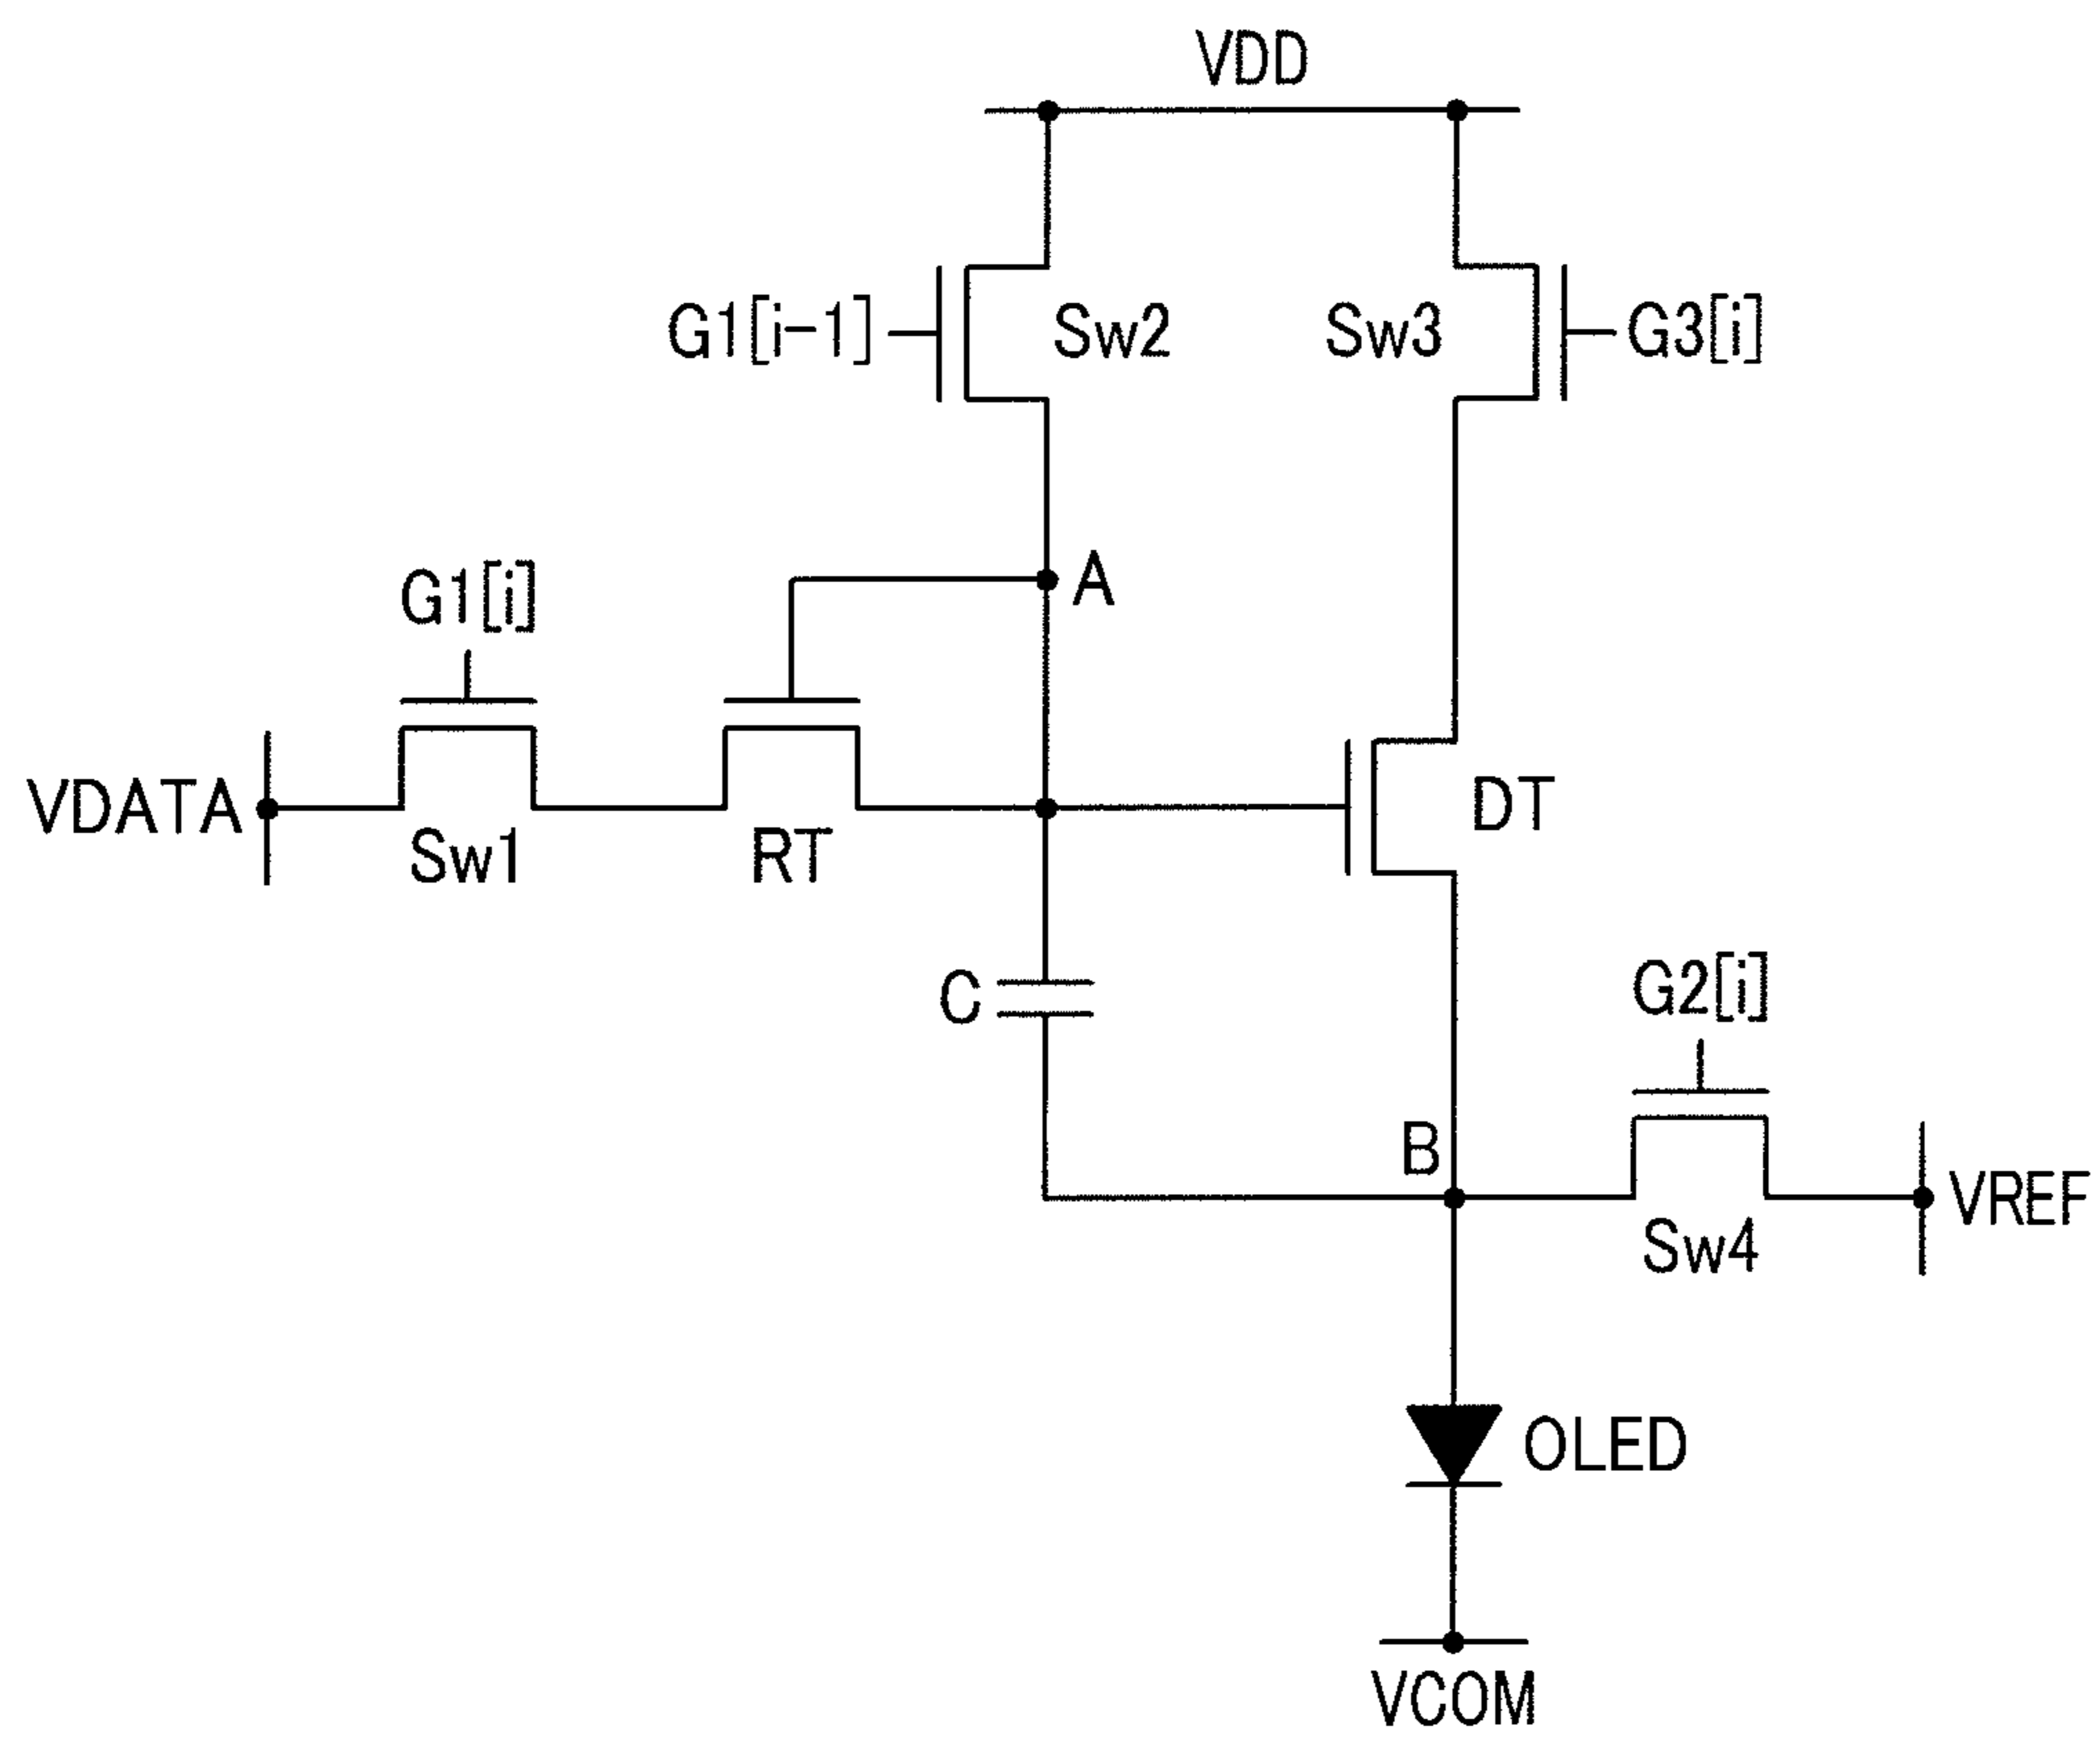 VDD
G1[i-1]
Sw2
Sw3
G3[i]
A
G1[i]
VDATA
Sw1
RT
DT
C
G2[i]
B
VREF
Sw4
OLED
VCOM